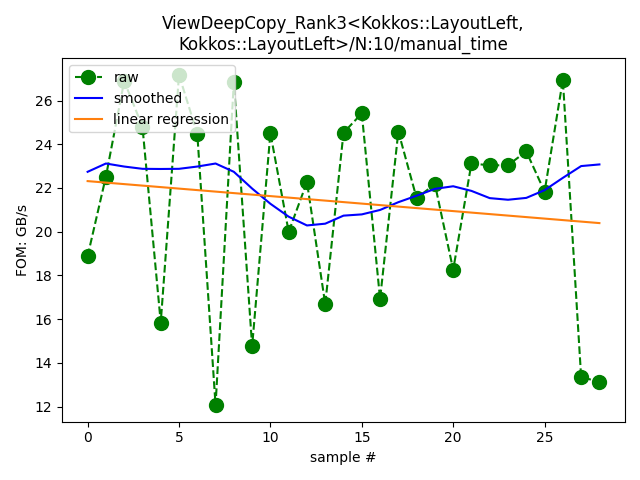 ViewDeepCopy_Rank3<Kokkos::LayoutLeft,
Kokkos::LayoutLeft>/N:10/manual_time
raw
smoothed
linear regression
FOM: GB/s
26
24
22
20
18
16
14
12
0
5
10
15
20
25
sample #